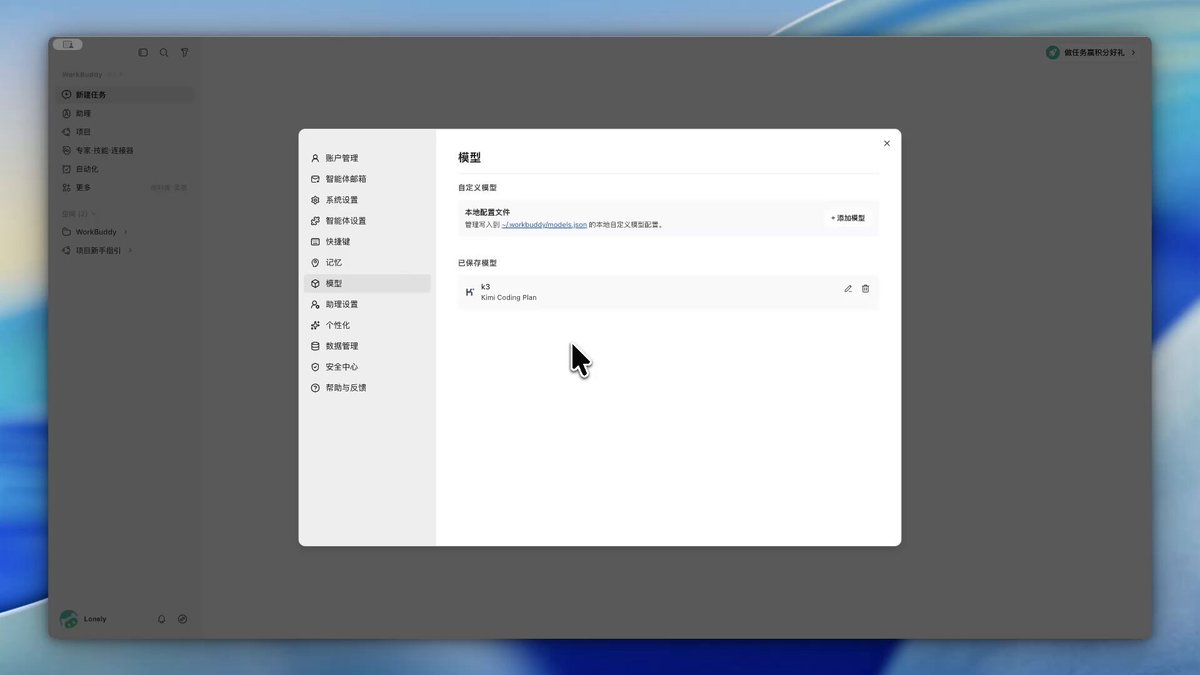 做任务赢积分好礼
WorkBuddy
新建任务
助理
项目
专家·技能·连接器
自动化
更多
空间 (2)
WorkBuddy
项目新手指引
Lonely
账户管理
智能体邮箱
系统设置
智能体设置
快捷键
记忆
模型
助理设置
个性化
数据管理
安全中心
帮助与反馈
模型
自定义模型
本地配置文件
管理写入到 ~/.workbuddy/models.json 的本地自定义模型配置。
+ 添加模型
已保存模型
k3
Kimi Coding Plan